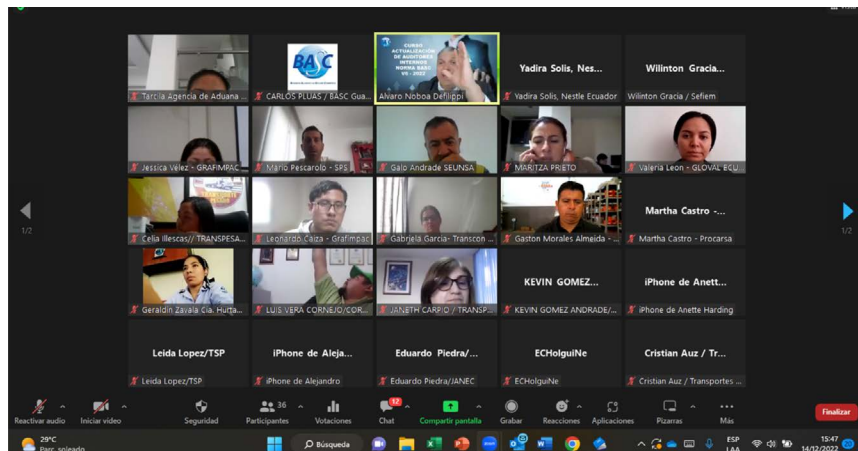 BASC
CURSO
ACTUALIZACIÓN
DE AUDITORES
INTERNOS
NORMA BASC
V6 - 2022
Yadira Solis, Nes...
Wilinton Gracia...
Tarcila Agencia de Aduana ...
CARLOS PLUAS / BASC Gua...
Alvaro Noboa Defilippi
Yadira Solis, Nestle Ecuador
Wilinton Gracia / Sefiem
Jessica Vélez - GRAFIMPAC
Mario Pescarolo - SPS
Galo Andrade SEUNSA
MARITZA PRIETO
Valeria Leon - GLOVAL ECU...
Martha Castro -...
1/2
1/2
Celia Illescas// TRANSPESA...
Leonardo Caiza - Grafimpac
Gabriela Garcia- Transcon ...
Gaston Morales Almeida - ...
Martha Castro - Procarsa
KEVIN GOMEZ...
iPhone de Anett...
Geraldin Zavala Cia. Hutta...
LUIS VERA CORNEJO/COR...
JANETH CARPIO / TRANSP...
KEVIN GOMEZ ANDRADE/...
iPhone de Anette Harding
Leida Lopez/TSP
iPhone de Aleja...
Eduardo Piedra/...
ECHolguiNe
Cristian Auz / Tr...
Leida Lopez/TSP
iPhone de Alejandro
Eduardo Piedra/JANEC
ECHolguiNe
Cristian Auz / Transportes ...
36
12
Reactivar audio
Iniciar video
Seguridad
Participantes
Votaciones
Chat
Compartir pantalla
Grabar
Reacciones
Aplicaciones
Pizarras
Más
Finalizar
29°C
Parc. soleado
Búsqueda
ESP
LAA
15:47
14/12/2022